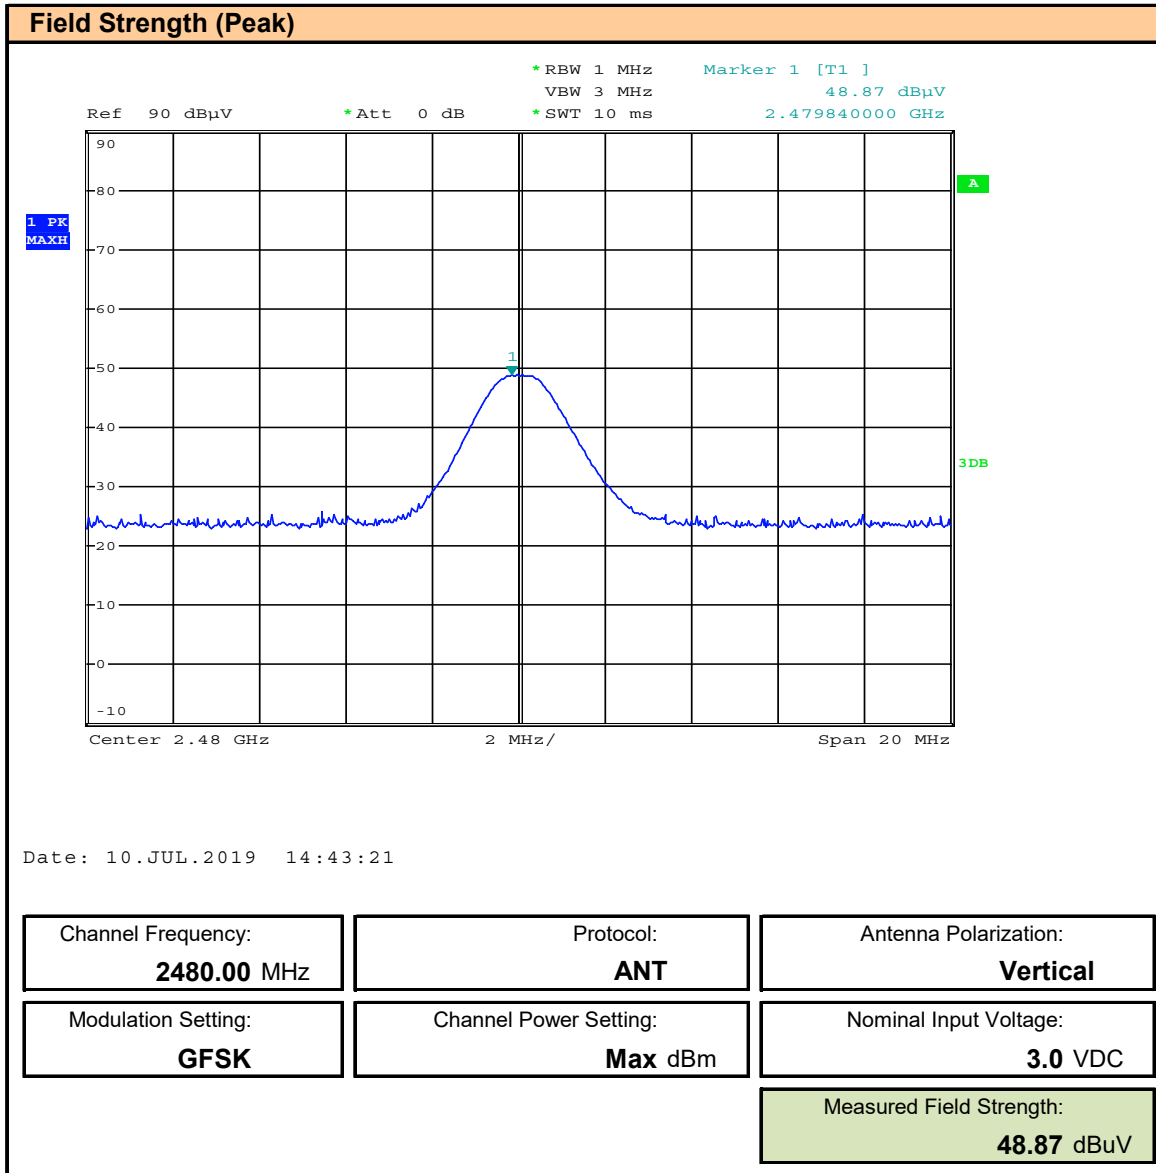 Field Strength (Peak)
*RBW 1 MHz Marker 1 [T1 ]
VBW 3 MHz 48.87 dBµV
Ref 90 dBµV *Att 0 dB *SWT 10 ms 2.479840000 GHz
90
80
A
1 PK
MAXH
70
60
1
50
40
3DB
30
20
10
0
-10
Center 2.48 GHz 2 MHz/ Span 20 MHz
Date: 10.JUL.2019 14:43:21
Channel Frequency: Protocol: Antenna Polarization:
2480.00 MHz ANT Vertical
Modulation Setting: Channel Power Setting: Nominal Input Voltage:
GFSK Max dBm 3.0 VDC
Measured Field Strength:
48.87 dBuV